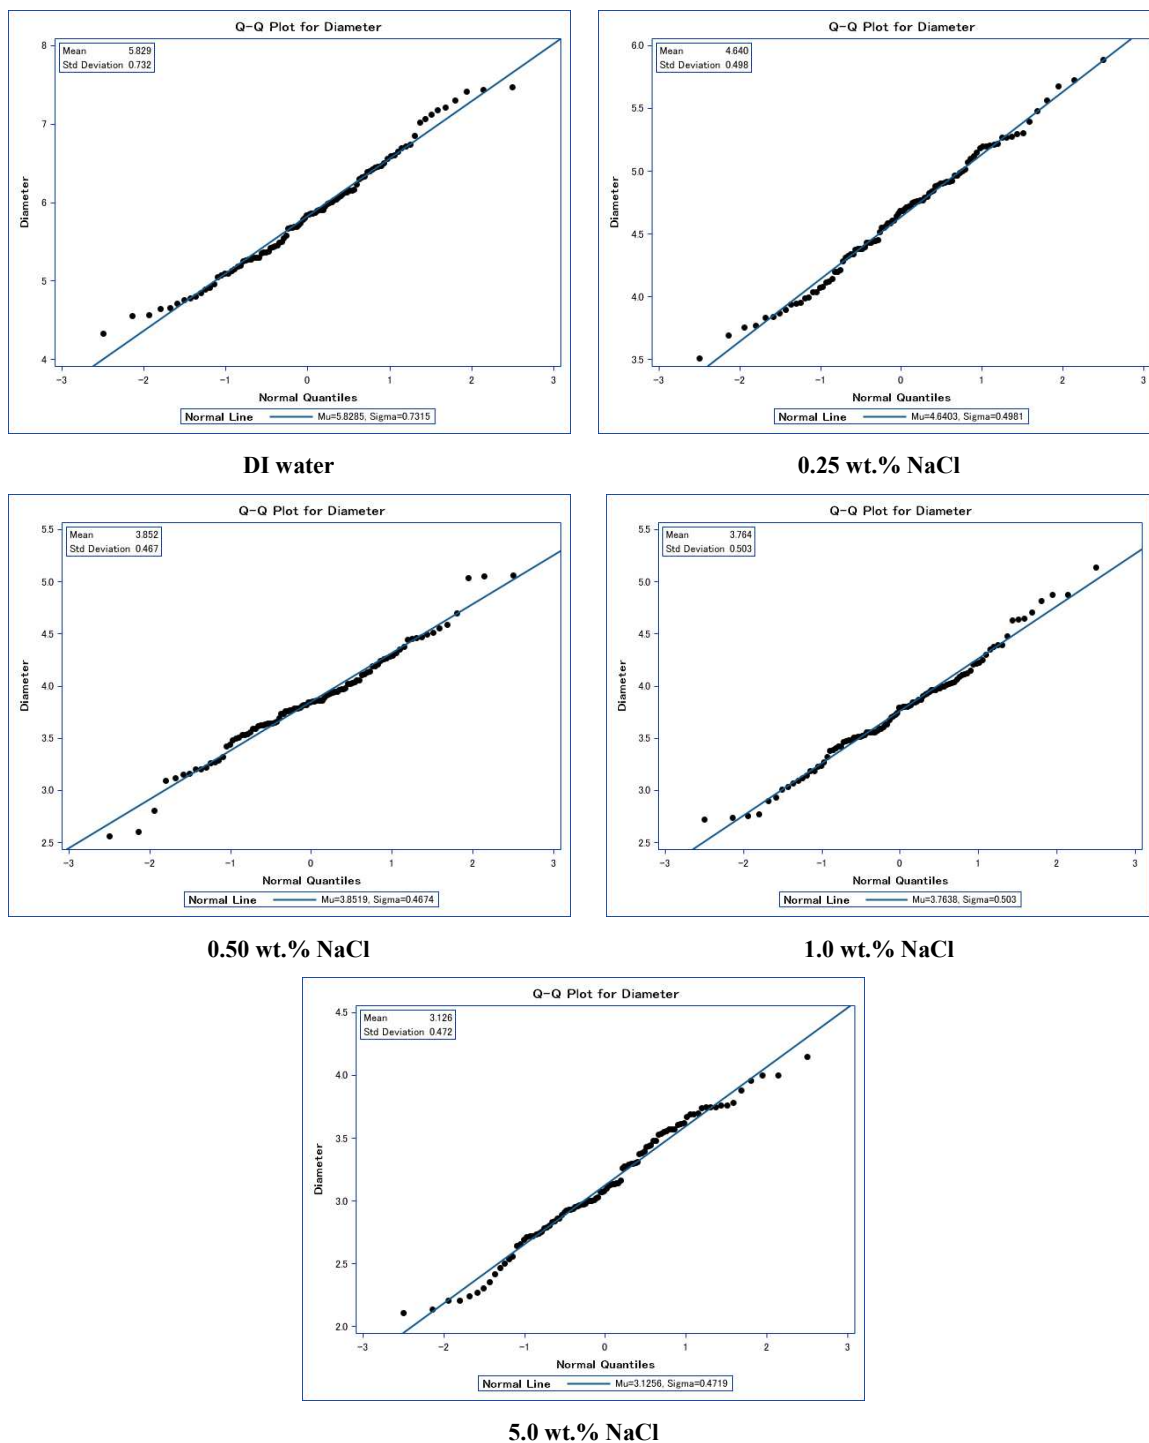 Q-Q Plot for Diameter
Mean 5.829
Std Deviation 0.732
8
7
6
5
4
Diameter
-3 -2 -1 0 1 2 3
Normal Quantiles
Normal Line Mu=5.8285, Sigma=0.7315
DI water
Q-Q Plot for Diameter
Mean 4.640
Std Deviation 0.498
6.0
5.5
5.0
4.5
4.0
3.5
Diameter
-3 -2 -1 0 1 2 3
Normal Quantiles
Normal Line Mu=4.6403, Sigma=0.4981
0.25 wt.% NaCl
Q-Q Plot for Diameter
Mean 3.852
Std Deviation 0.467
5.5
5.0
4.5
4.0
3.5
3.0
2.5
Diameter
-3 -2 -1 0 1 2 3
Normal Quantiles
Normal Line Mu=3.8519, Sigma=0.4674
0.50 wt.% NaCl
Q-Q Plot for Diameter
Mean 3.764
Std Deviation 0.503
5.5
5.0
4.5
4.0
3.5
3.0
2.5
Diameter
-3 -2 -1 0 1 2 3
Normal Quantiles
Normal Line Mu=3.7638, Sigma=0.503
1.0 wt.% NaCl
Q-Q Plot for Diameter
Mean 3.126
Std Deviation 0.472
4.5
4.0
3.5
3.0
2.5
2.0
Diameter
-3 -2 -1 0 1 2 3
Normal Quantiles
Normal Line Mu=3.1256, Sigma=0.4719
5.0 wt.% NaCl